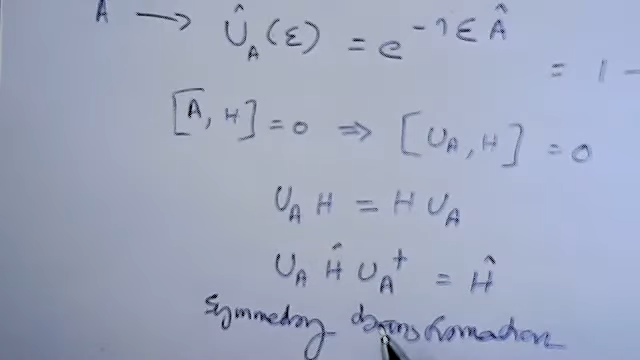 A → Û_A(ε) = e^{-iεÂ}
= 1 -
[A, H] = 0 ⇒ [U_A, H] = 0
U_A H = H U_A
U_A Ĥ U_A^† = Ĥ
Symmetry transformation